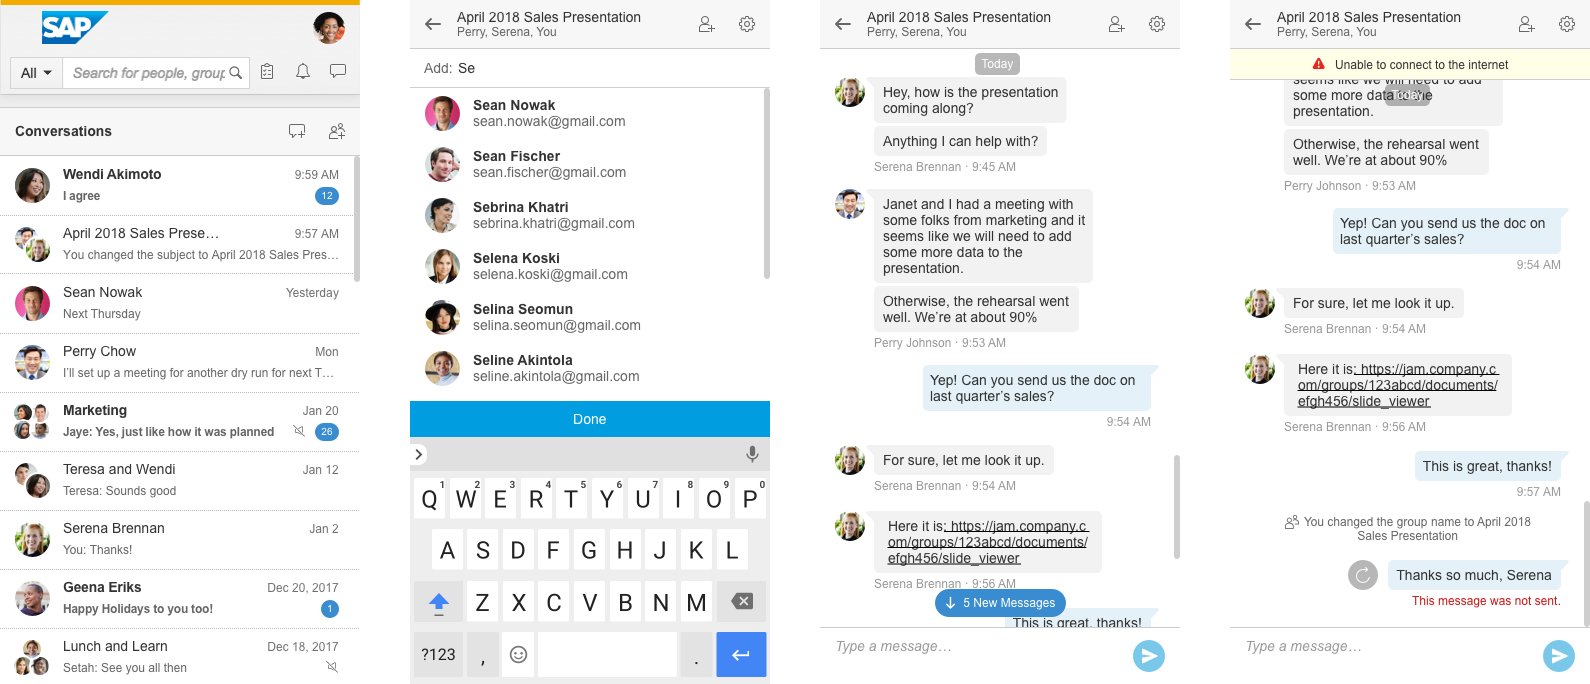 SAP
All
Search for people, group
Conversations
Wendi Akimoto
9:59 AM
I agree
12
April 2018 Sales Prese…
9:57 AM
You changed the subject to April 2018 Sales Pres…
Sean Nowak
Yesterday
Next Thursday
Perry Chow
Mon
I'll set up a meeting for another dry run for next T…
Marketing
Jan 20
Jaye: Yes, just like how it was planned
26
Teresa and Wendi
Jan 12
Teresa: Sounds good
Serena Brennan
Jan 2
You: Thanks!
Geena Eriks
Dec 20, 2017
Happy Holidays to you too!
1
Lunch and Learn
Dec 18, 2017
Setah: See you all then
April 2018 Sales Presentation
Perry, Serena, You
Add: Se
Sean Nowak
sean.nowak@gmail.com
Sean Fischer
sean.fischer@gmail.com
Sebrina Khatri
sebrina.khatri@gmail.com
Selena Koski
selena.koski@gmail.com
Selina Seomun
selina.seomun@gmail.com
Seline Akintola
seline.akintola@gmail.com
Done
1 2 3 4 5 6 7 8 9 0
Q W E R T Y U I O P
A S D F G H J K L
Z X C V B N M
?123 , .
April 2018 Sales Presentation
Perry, Serena, You
Today
Hey, how is the presentation
coming along?
Anything I can help with?
Serena Brennan · 9:45 AM
Janet and I had a meeting with
some folks from marketing and it
seems like we will need to add
some more data to the
presentation.
Otherwise, the rehearsal went
well. We're at about 90%
Perry Johnson · 9:53 AM
Yep! Can you send us the doc on
last quarter's sales?
9:54 AM
For sure, let me look it up.
Serena Brennan · 9:54 AM
Here it is: https://jam.company.c
om/groups/123abcd/documents/
efgh456/slide_viewer
Serena Brennan · 9:56 AM
5 New Messages
This is great, thanks!
Type a message…
April 2018 Sales Presentation
Perry, Serena, You
Unable to connect to the internet
seems like we will need to add
some more data to the
Today
presentation.
Otherwise, the rehearsal went
well. We're at about 90%
Perry Johnson · 9:53 AM
Yep! Can you send us the doc on
last quarter's sales?
9:54 AM
For sure, let me look it up.
Serena Brennan · 9:54 AM
Here it is: https://jam.company.c
om/groups/123abcd/documents/
efgh456/slide_viewer
Serena Brennan · 9:56 AM
This is great, thanks!
9:57 AM
You changed the group name to April 2018
Sales Presentation
Thanks so much, Serena
This message was not sent.
Type a message…